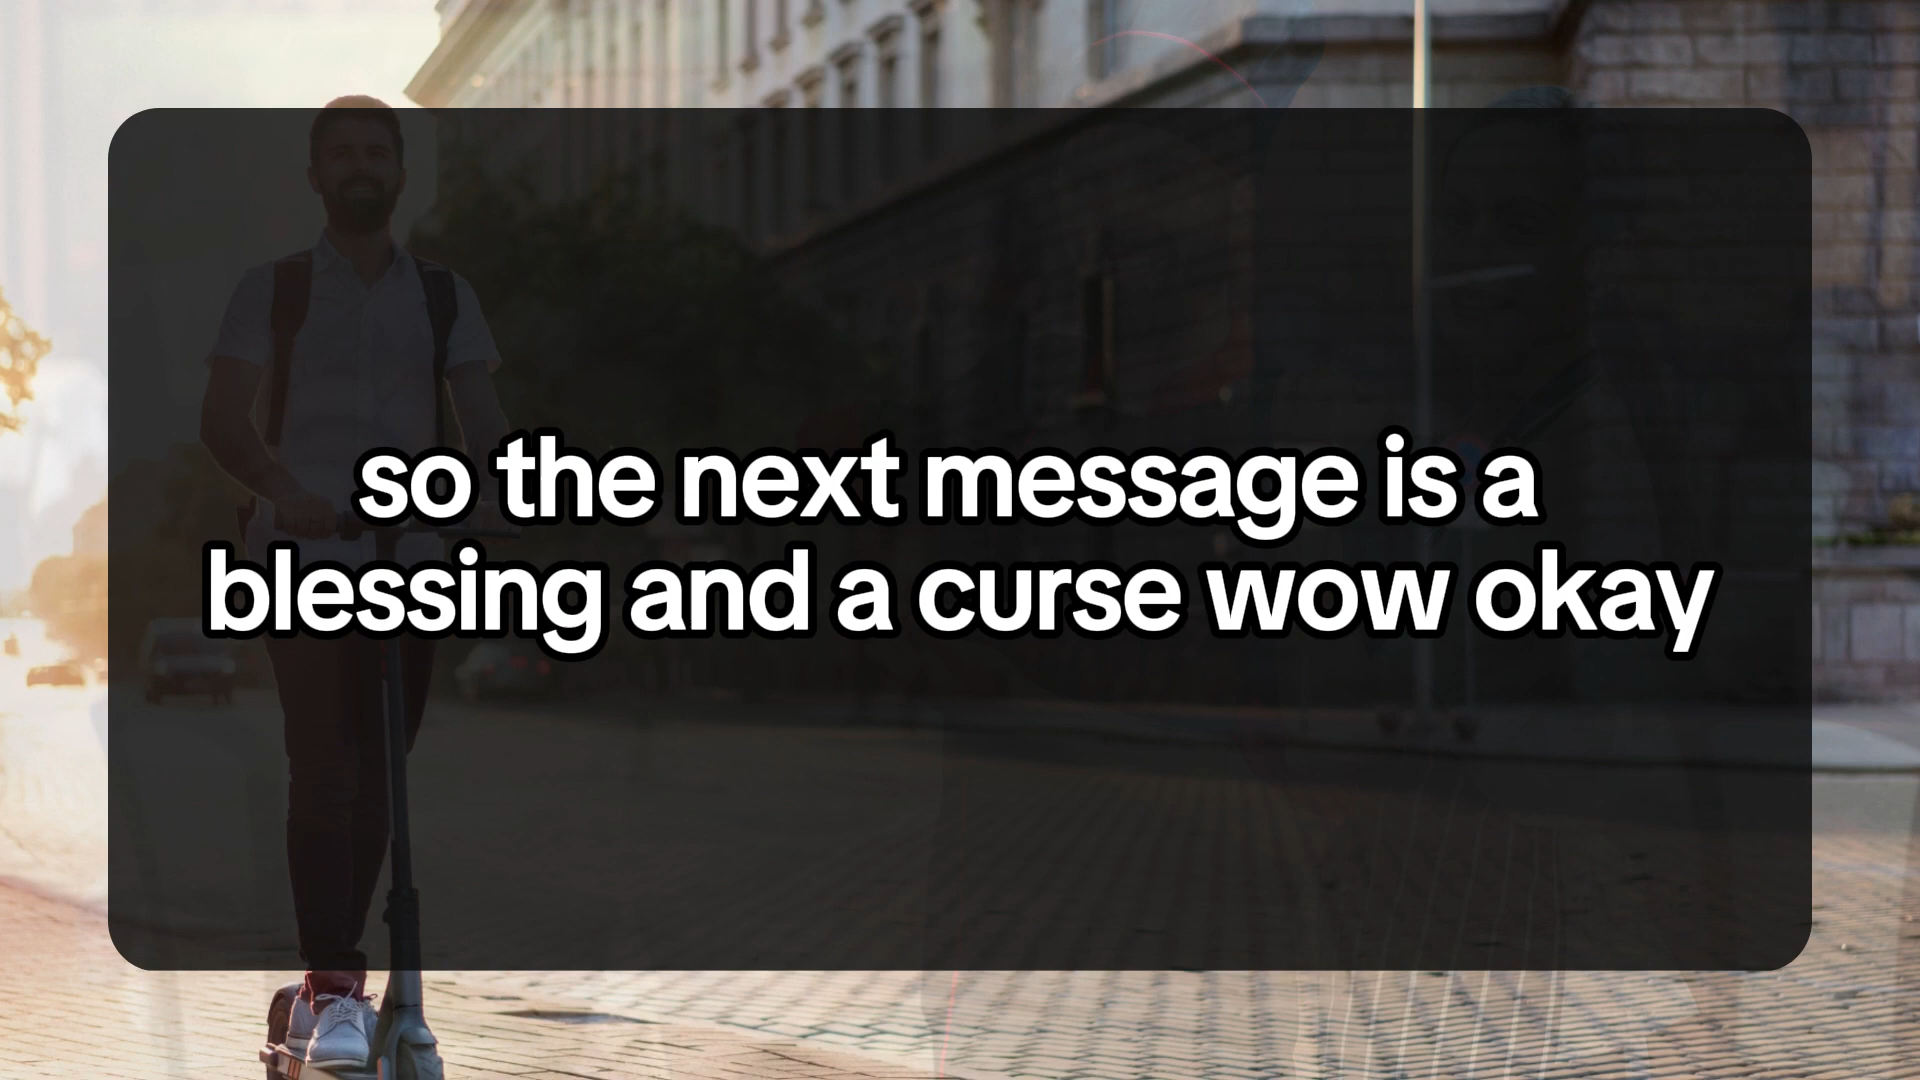 so the next message is a
blessing and a curse wow okay